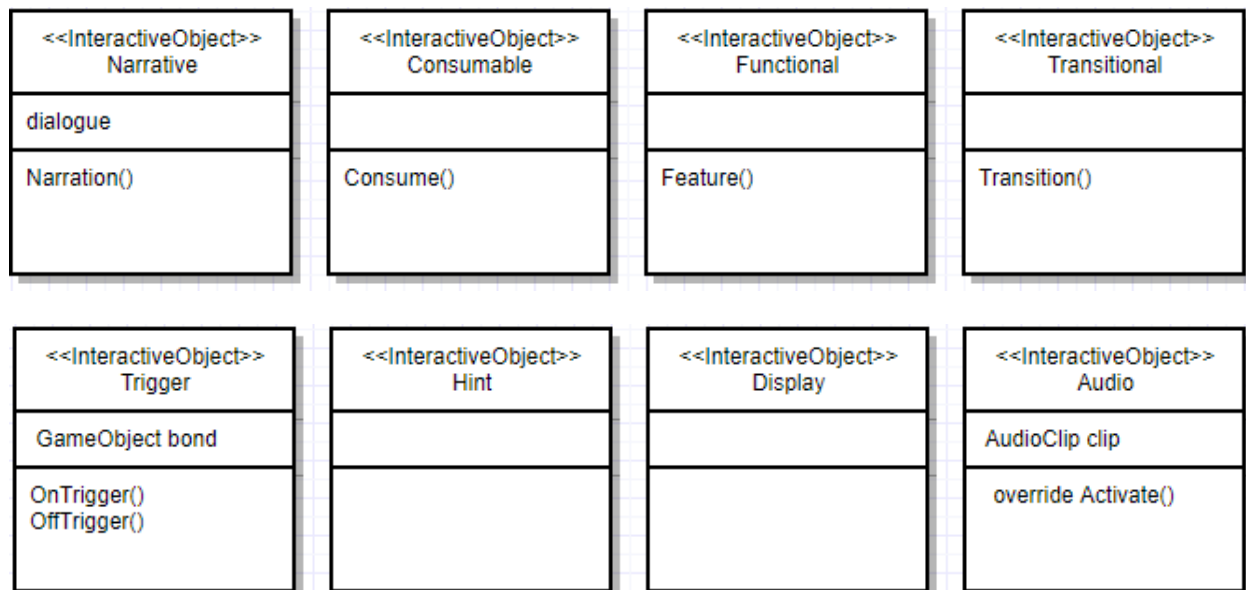 <<InteractiveObject>>
Narrative
dialogue
Narration()
<<InteractiveObject>>
Consumable
Consume()
<<InteractiveObject>>
Functional
Feature()
<<InteractiveObject>>
Transitional
Transition()
<<InteractiveObject>>
Trigger
GameObject bond
OnTrigger()
OffTrigger()
<<InteractiveObject>>
Hint
<<InteractiveObject>>
Display
<<InteractiveObject>>
Audio
AudioClip clip
override Activate()